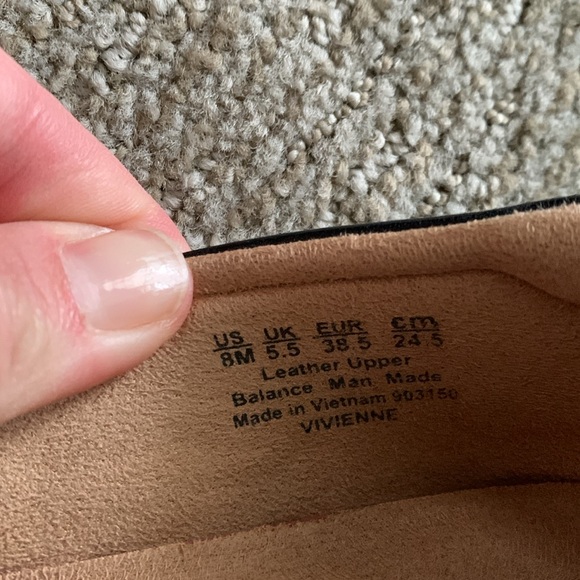 US UK EUR cm
8M 5.5 38 5 24 5
Leather Upper
Balance Man Made
Made in Vietnam 903150
VIVIENNE